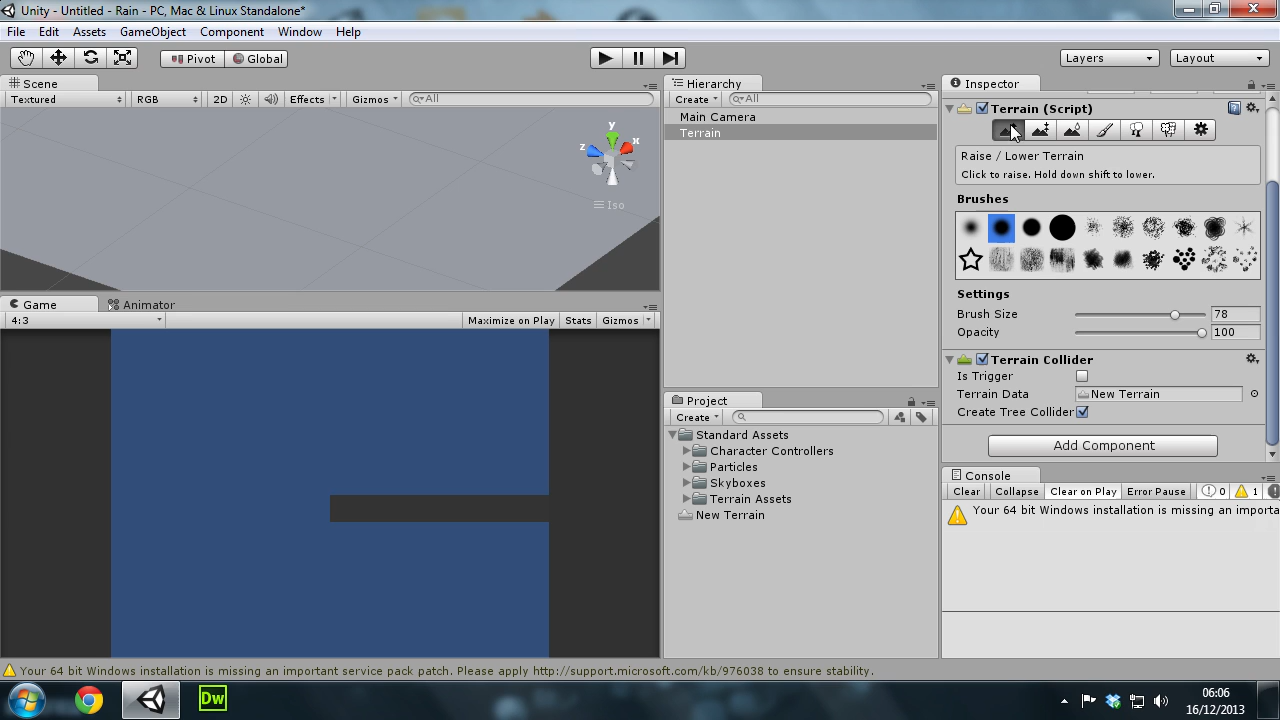 Unity - Untitled - Rain - PC, Mac & Linux Standalone*
File Edit Assets GameObject Component Window Help
Pivot Global Layers Layout
Scene
Textured RGB 2D Effects Gizmos All
y
x
z
Iso
Game Animator
4:3 Maximize on Play Stats Gizmos
Hierarchy
Create All
Main Camera
Terrain
Project
Create
Standard Assets
Character Controllers
Particles
Skyboxes
Terrain Assets
New Terrain
Inspector
Terrain (Script)
Raise / Lower Terrain
Click to raise. Hold down shift to lower.
Brushes
Settings
Brush Size 78
Opacity 100
Terrain Collider
Is Trigger
Terrain Data New Terrain
Create Tree Collider
Add Component
Console
Clear Collapse Clear on Play Error Pause 0 1
Your 64 bit Windows installation is missing an importa
Your 64 bit Windows installation is missing an important service pack patch. Please apply http://support.microsoft.com/kb/976038 to ensure stability.
Dw
06:06
16/12/2013